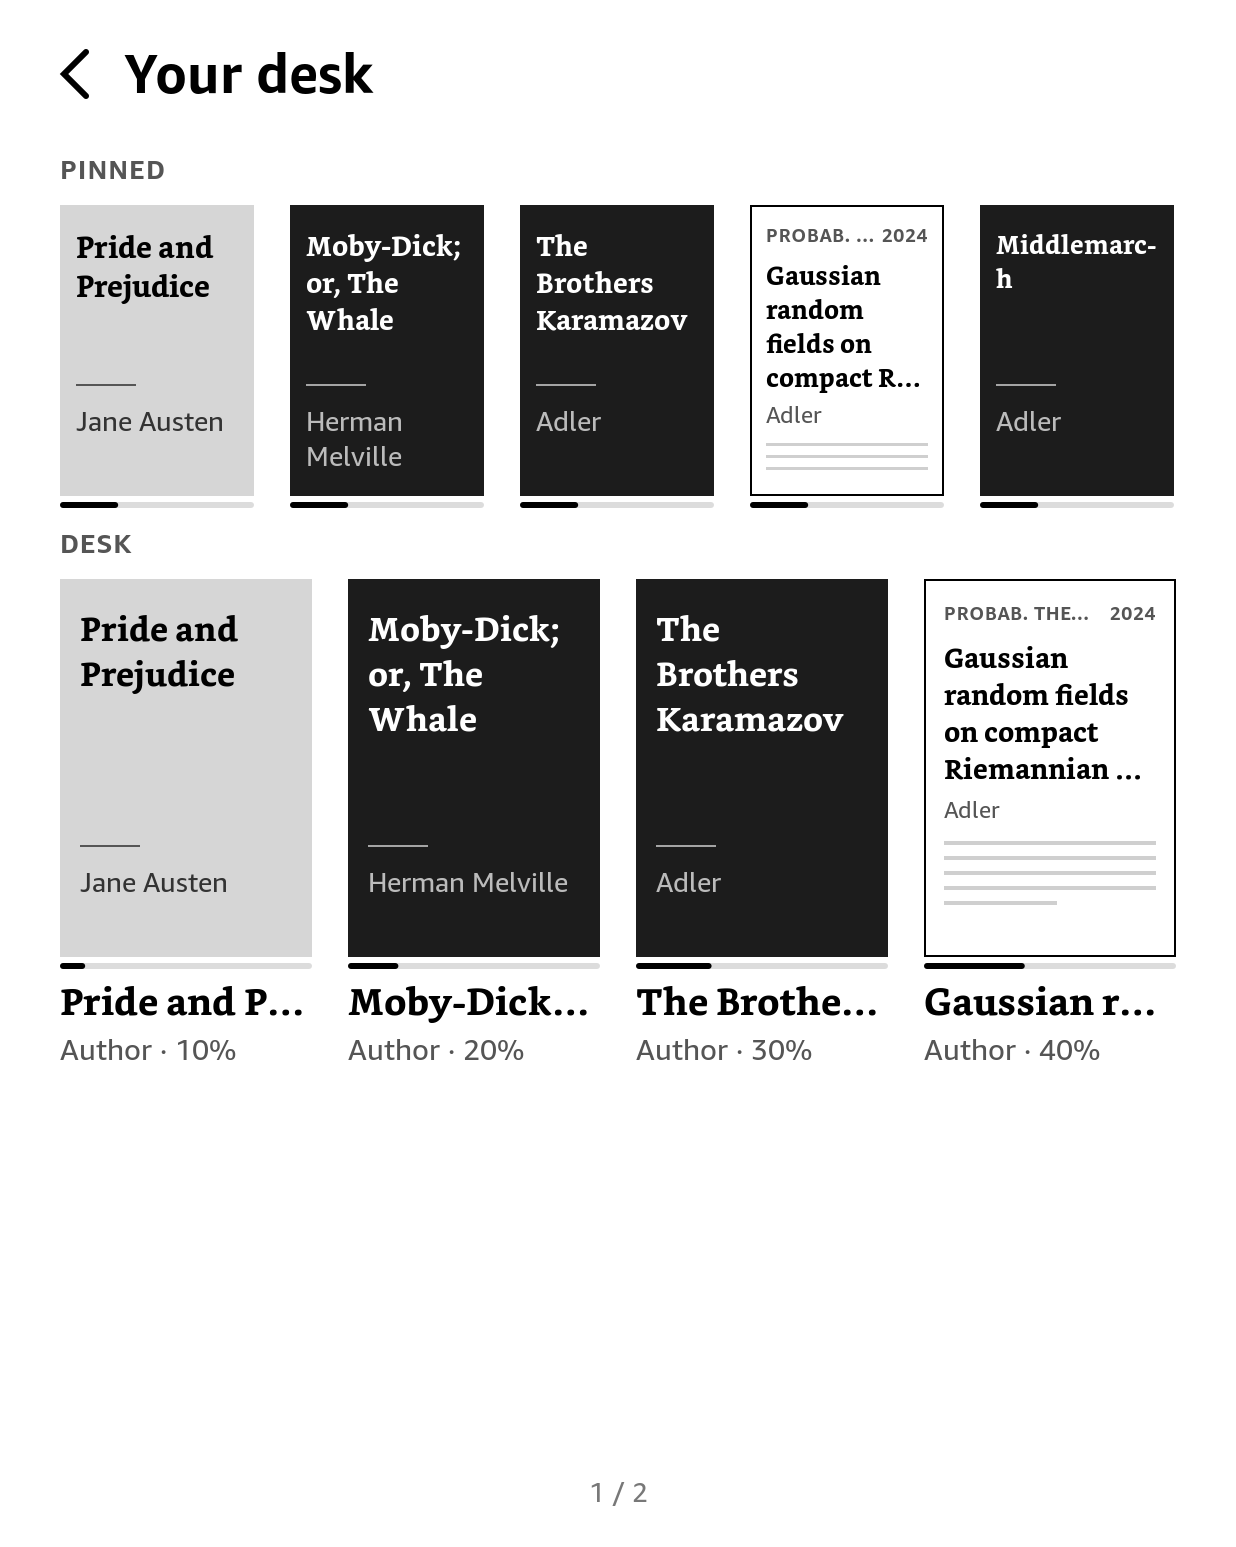 Your desk
PINNED
Pride and
Prejudice
Jane Austen
Moby-Dick;
or, The
Whale
Herman
Melville
The
Brothers
Karamazov
Adler
PROBAB. ... 2024
Gaussian
random
fields on
compact R...
Adler
Middlemarc-
h
Adler
DESK
Pride and
Prejudice
Jane Austen
Pride and P...
Author · 10%
Moby-Dick;
or, The
Whale
Herman Melville
Moby-Dick...
Author · 20%
The
Brothers
Karamazov
Adler
The Brothe...
Author · 30%
PROBAB. THE... 2024
Gaussian
random fields
on compact
Riemannian ...
Adler
Gaussian r...
Author · 40%
1 / 2